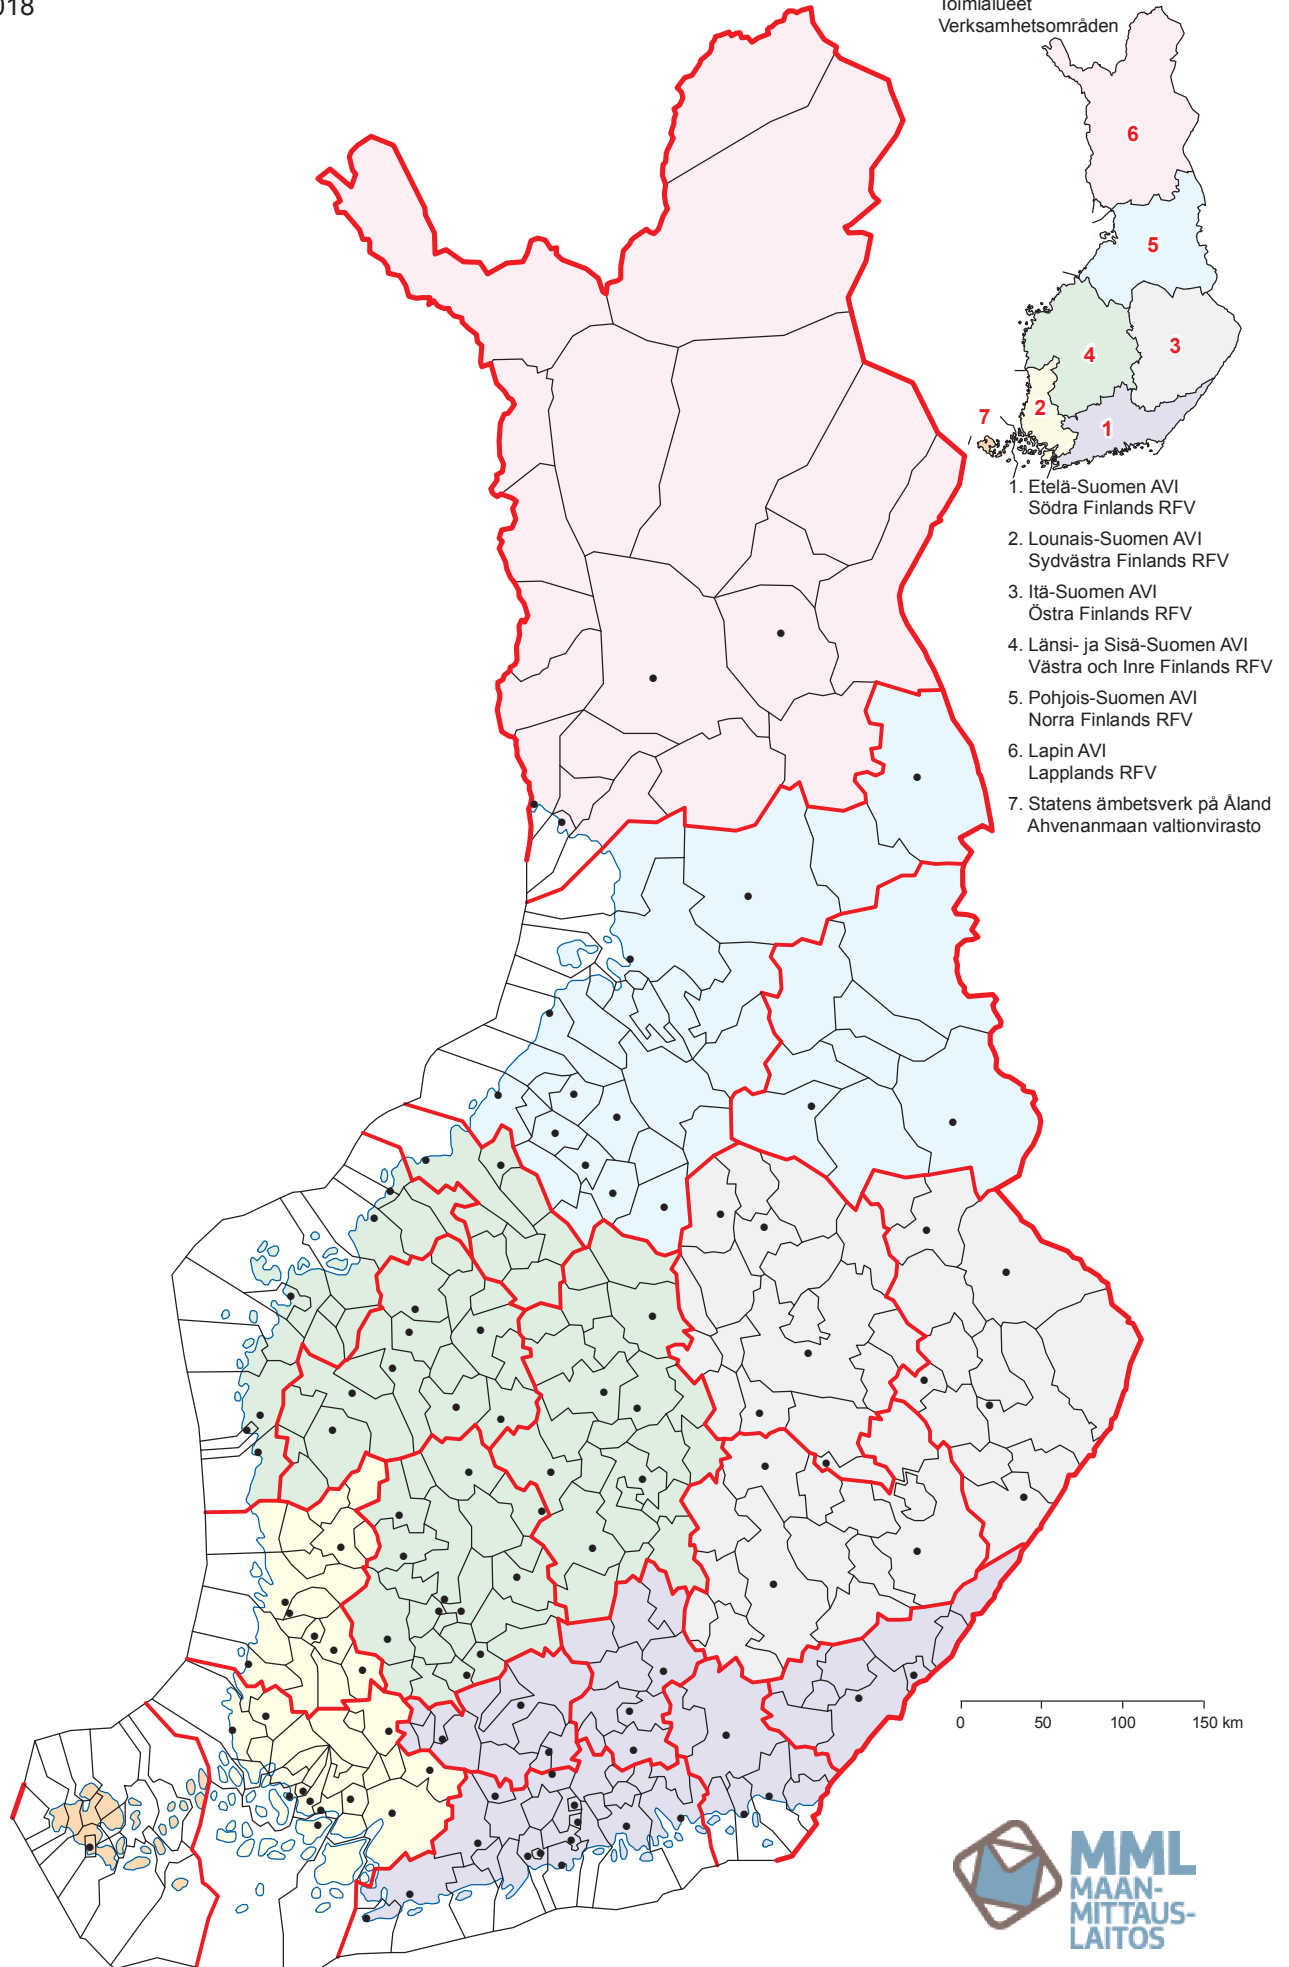 018
Toimialueet
Verksamhetsområden
6
5
4
3
2
7
1
1. Etelä-Suomen AVI
Södra Finlands RFV
2. Lounais-Suomen AVI
Sydvästra Finlands RFV
3. Itä-Suomen AVI
Östra Finlands RFV
4. Länsi- ja Sisä-Suomen AVI
Västra och Inre Finlands RFV
5. Pohjois-Suomen AVI
Norra Finlands RFV
6. Lapin AVI
Lapplands RFV
7. Statens ämbetsverk på Åland
Ahvenanmaan valtionvirasto
0 50 100 150 km
MML
MAAN-
MITTAUS-
LAITOS